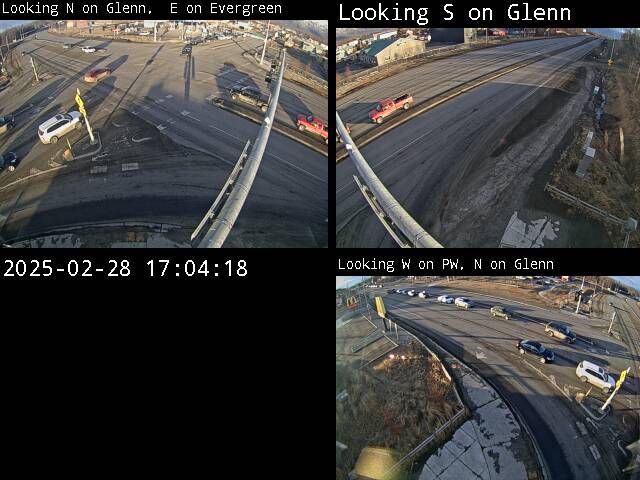 Looking N on Glenn, E on Evergreen
Looking S on Glenn
2025-02-28 17:04:18
Looking W on PW, N on Glenn